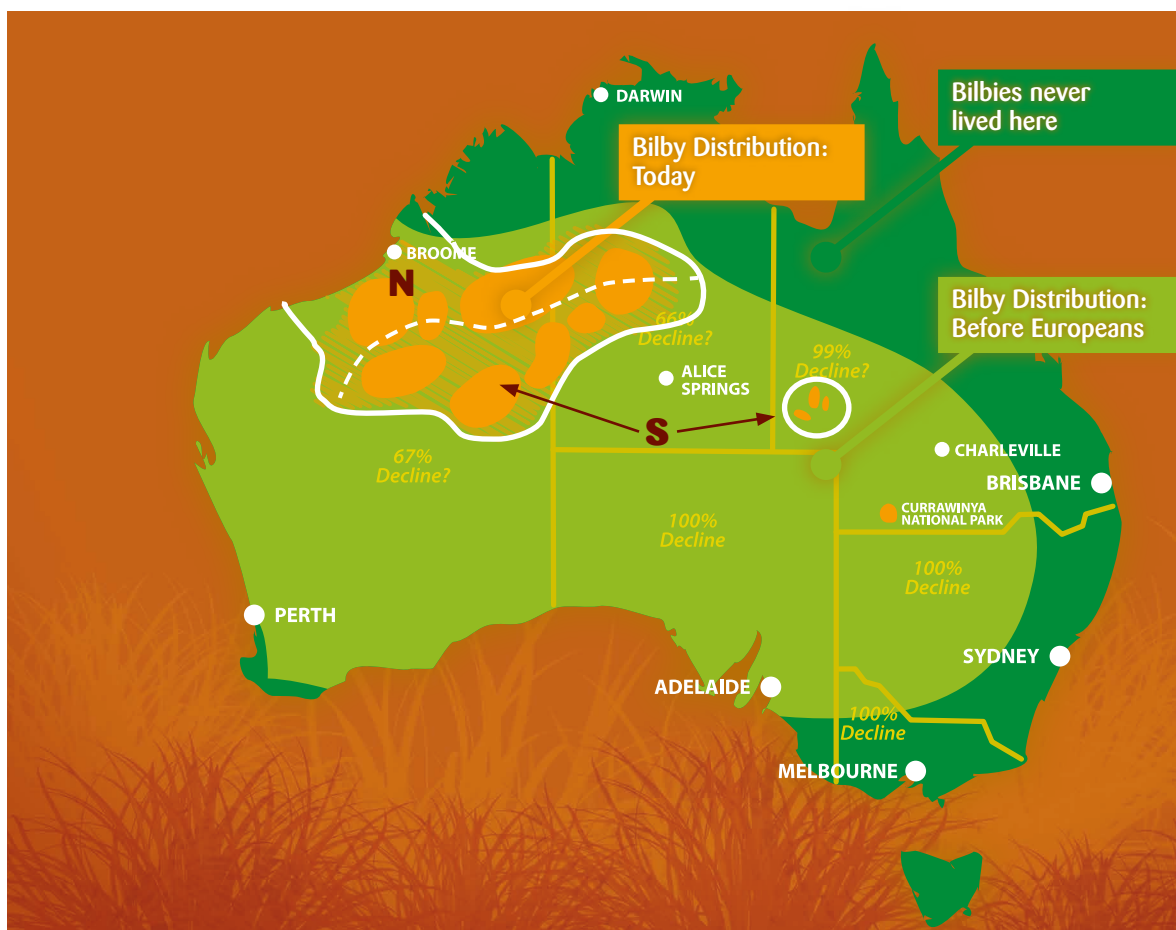 DARWIN
Bilbies never
lived here
Bilby Distribution:
Today
BROOME
N
Bilby Distribution:
Before Europeans
66%
Decline?
99%
Decline?
ALICE
SPRINGS
S
CHARLEVILLE
67%
Decline?
BRISBANE
CURRAWINYA
NATIONAL PARK
100%
Decline
100%
Decline
PERTH
SYDNEY
ADELAIDE
100%
Decline
MELBOURNE